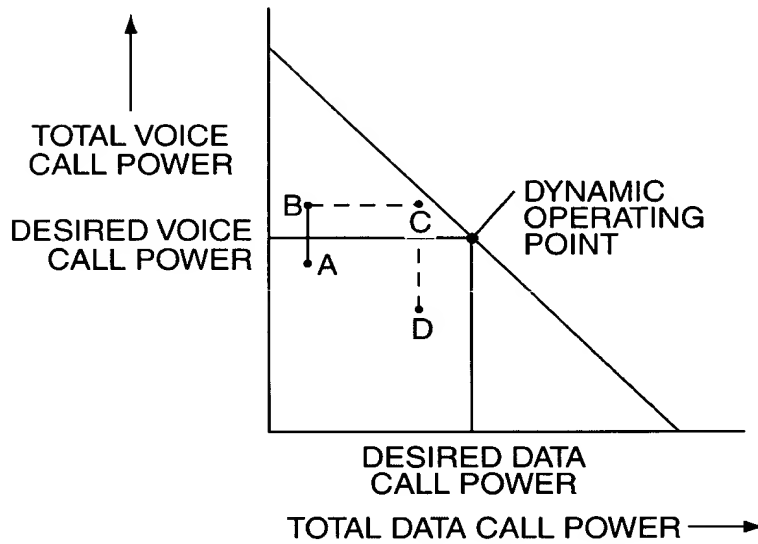 TOTAL VOICE
CALL POWER
B
C
DYNAMIC
OPERATING
POINT
DESIRED VOICE
CALL POWER
A
D
DESIRED DATA
CALL POWER
TOTAL DATA CALL POWER